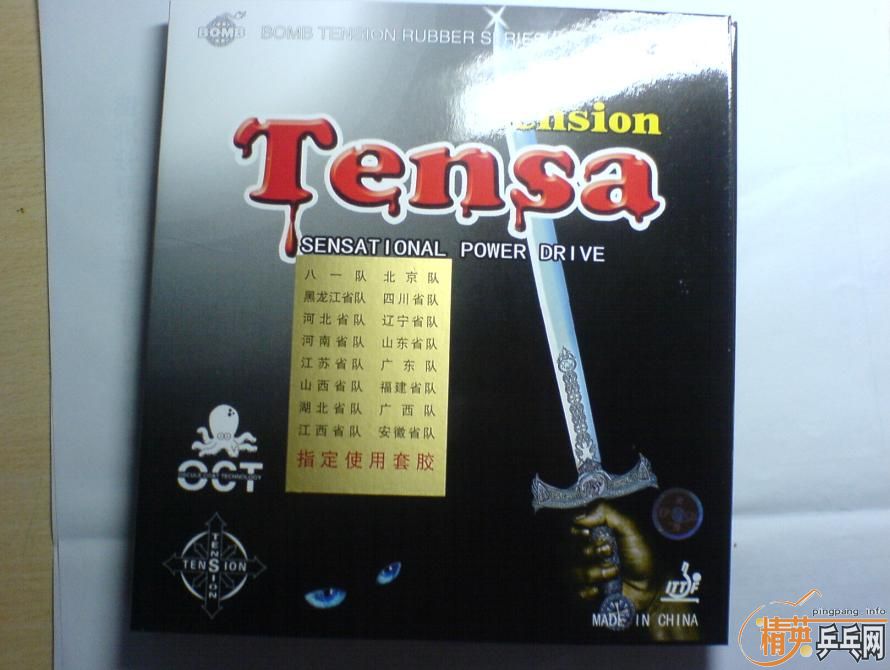 BOMB
BOMB TENSION RUBBER SERIES
Tension
Tensa
SENSATIONAL POWER DRIVE
八一队 北京队
黑龙江省队 四川省队
河北省队 辽宁省队
河南省队 山东省队
江苏省队 广东队
山西省队 福建省队
湖北省队 广西队
江西省队 安徽省队
指定使用套胶
OCT
TENSION
TENSION
ITTF
MADE IN CHINA
pingpang.info
精英乒乓网